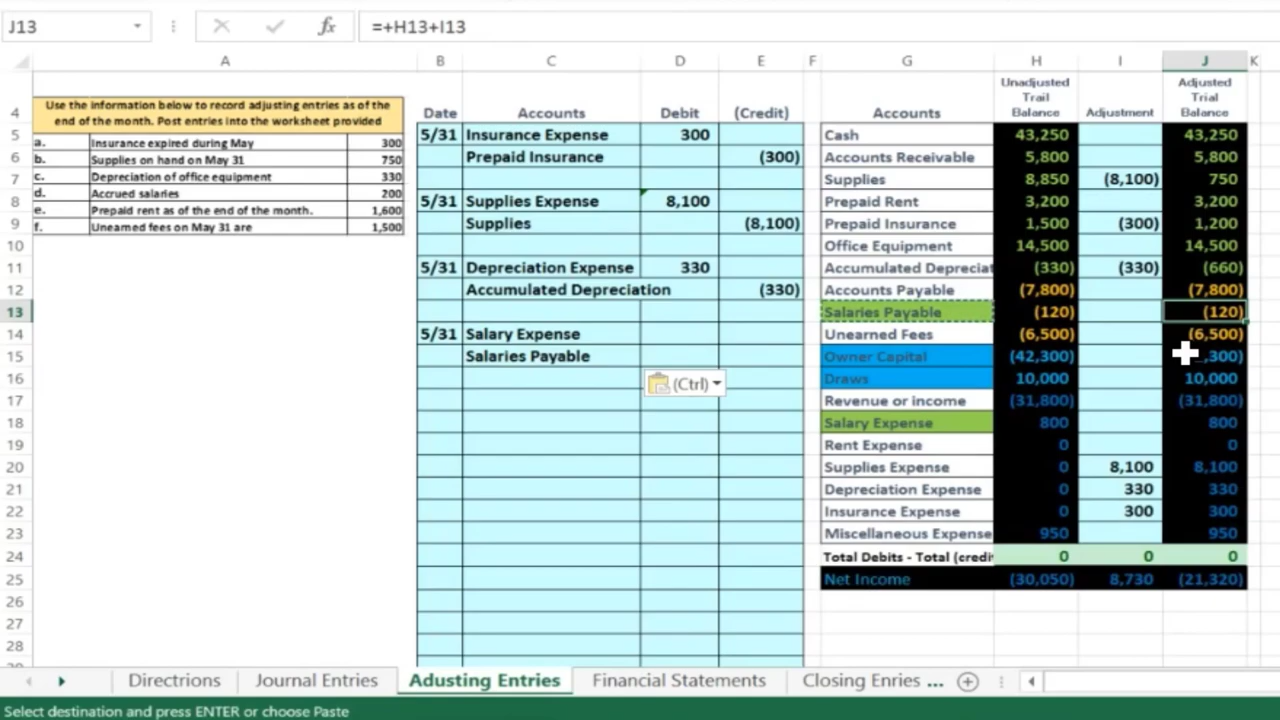 J13 fx =+H13+I13
A B C D E F G H I J K
Use the information below to record adjusting entries as of the
end of the month. Post entries into the worksheet provided
a. Insurance expired during May 300
b. Supplies on hand on May 31 750
c. Depreciation of office equipment 330
d. Accrued salaries 200
e. Prepaid rent as of the end of the month. 1,600
f. Unearned fees on May 31 are 1,500
4 Date Accounts Debit (Credit) Accounts Unadjusted Trail Balance Adjustment Adjusted Trial Balance
5 5/31 Insurance Expense 300 Cash 43,250 43,250
6 Prepaid Insurance (300) Accounts Receivable 5,800 5,800
7 Supplies 8,850 (8,100) 750
8 5/31 Supplies Expense 8,100 Prepaid Rent 3,200 3,200
9 Supplies (8,100) Prepaid Insurance 1,500 (300) 1,200
10 Office Equipment 14,500 14,500
11 5/31 Depreciation Expense 330 Accumulated Depreciat (330) (330) (660)
12 Accumulated Depreciation (330) Accounts Payable (7,800) (7,800)
13 Salaries Payable (120) (120)
14 5/31 Salary Expense Unearned Fees (6,500) (6,500)
15 Salaries Payable Owner Capital (42,300) ,300)
16 Draws 10,000 10,000
(Ctrl)
17 Revenue or income (31,800) (31,800)
18 Salary Expense 800 800
19 Rent Expense 0 0
20 Supplies Expense 0 8,100 8,100
21 Depreciation Expense 0 330 330
22 Insurance Expense 0 300 300
23 Miscellaneous Expense 950 950
24 Total Debits - Total (credit 0 0 0
25 Net Income (30,050) 8,730 (21,320)
26
27
28
Directions Journal Entries Adusting Entries Financial Statements Closing Enries ...
Select destination and press ENTER or choose Paste